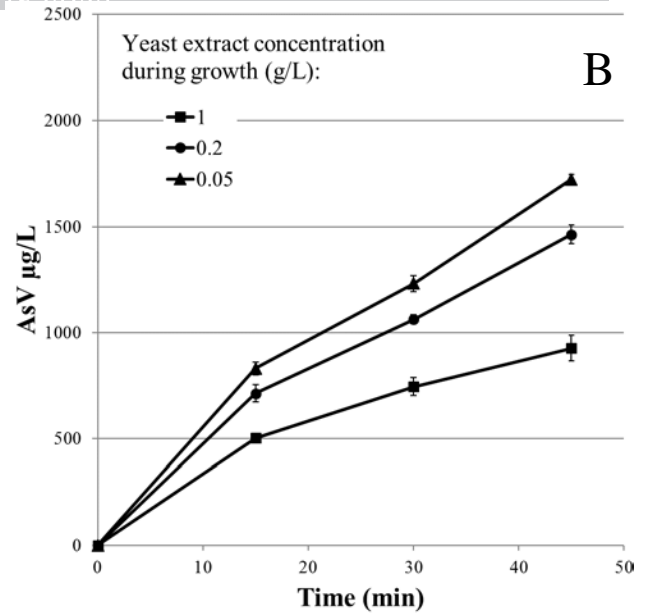 2500
Yeast extract concentration
during growth (g/L):
B
1
0.2
0.05
2000
1500
1000
500
0
AsV µg/L
0 10 20 30 40 50
Time (min)